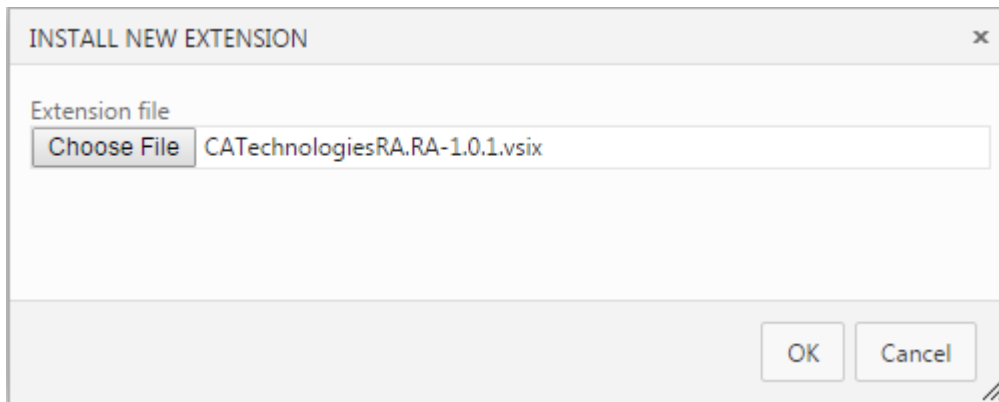 INSTALL NEW EXTENSION ×
Extension file
Choose File CATechnologiesRA.RA-1.0.1.vsix
OK Cancel